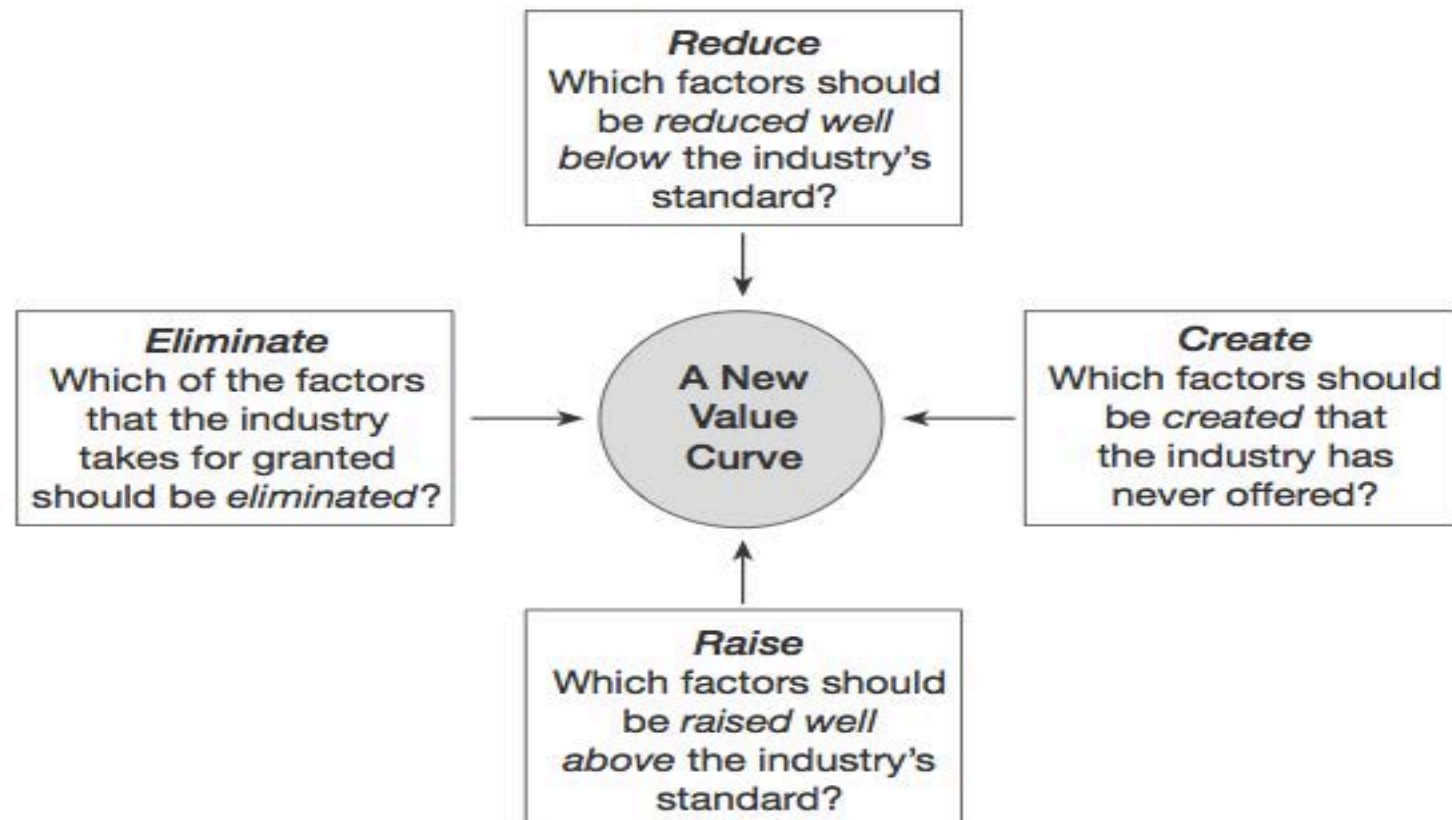 Reduce
Which factors should
be reduced well
below the industry's
standard?
Eliminate
Which of the factors
that the industry
takes for granted
should be eliminated?
A New
Value
Curve
Create
Which factors should
be created that
the industry has
never offered?
Raise
Which factors should
be raised well
above the industry's
standard?